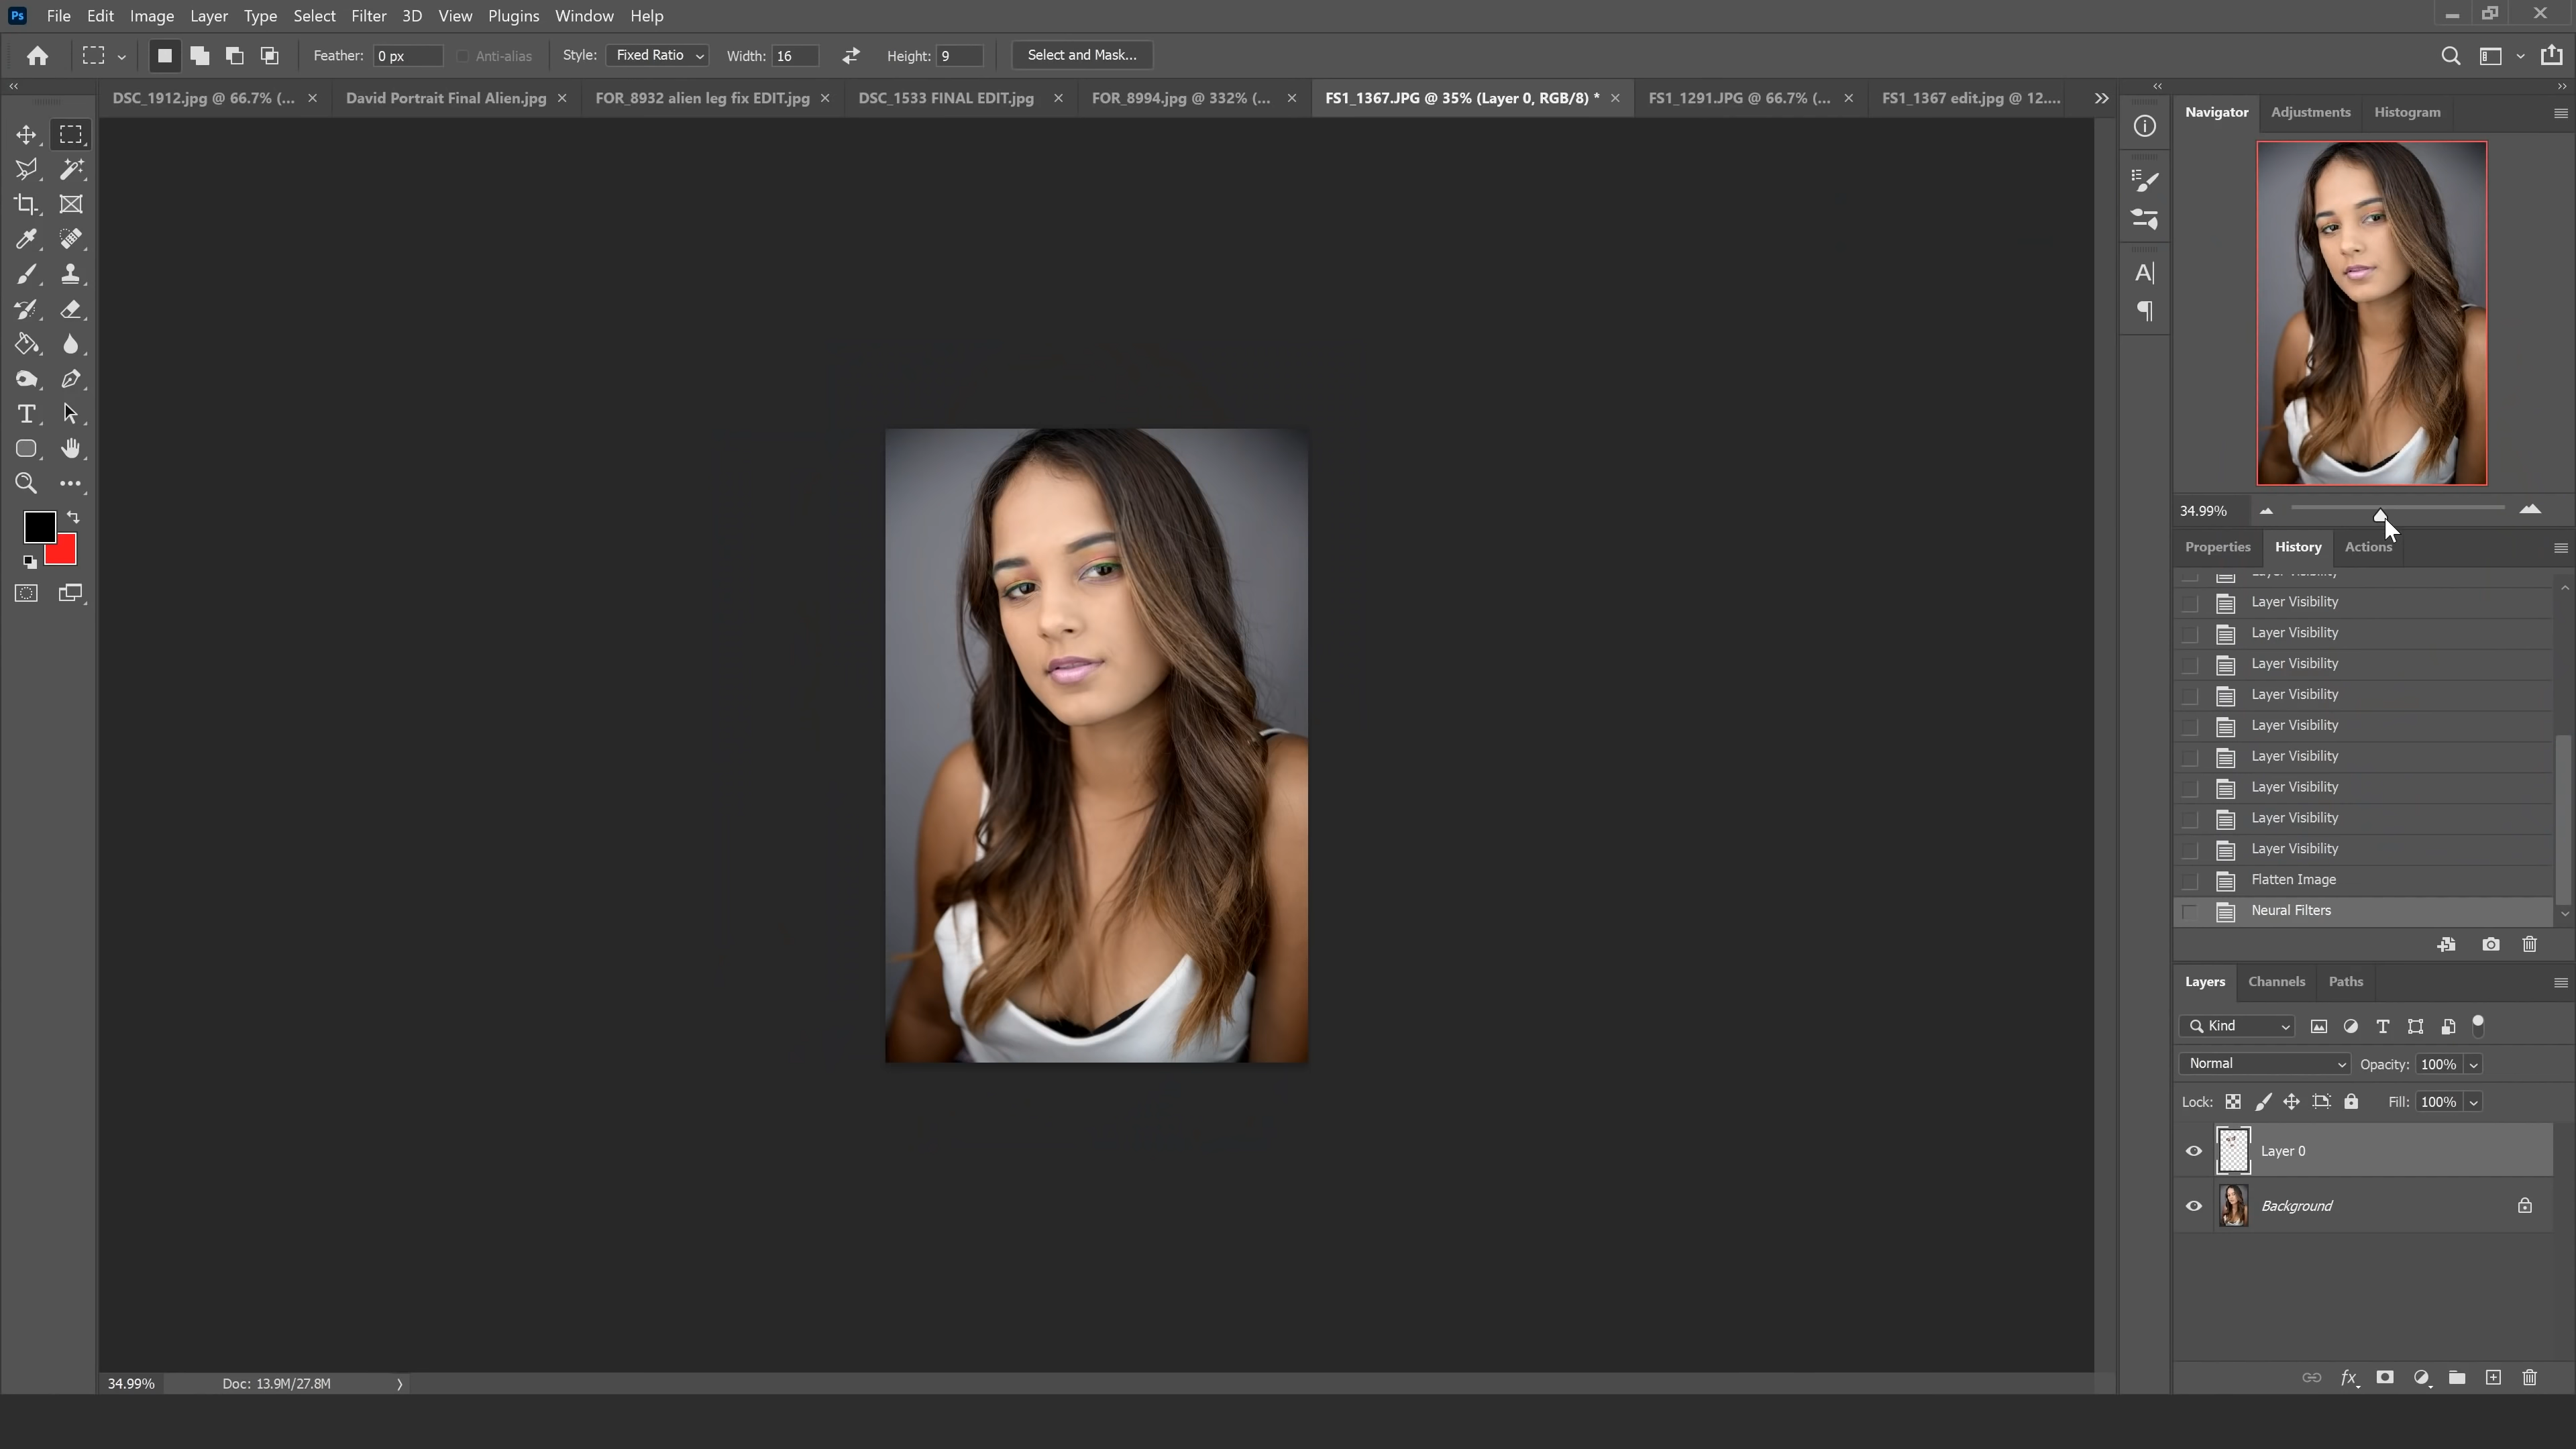 Ps File Edit Image Layer Type Select Filter 3D View Plugins Window Help
Feather: 0 px Anti-alias Style: Fixed Ratio Width: 16 Height: 9 Select and Mask...
DSC_1912.jpg @ 66.7% (... David Portrait Final Alien.jpg FOR_8932 alien leg fix EDIT.jpg DSC_1533 FINAL EDIT.jpg FOR_8994.jpg @ 332% (... FS1_1367.JPG @ 35% (Layer 0, RGB/8) * FS1_1291.JPG @ 66.7% (... FS1_1367 edit.jpg @ 12....
Navigator Adjustments Histogram
34.99%
Properties History Actions
Layer Visibility
Layer Visibility
Layer Visibility
Layer Visibility
Layer Visibility
Layer Visibility
Layer Visibility
Layer Visibility
Layer Visibility
Layer Visibility
Flatten Image
Neural Filters
Layers Channels Paths
Kind
Normal Opacity: 100%
Lock: Fill: 100%
Layer 0
Background
34.99% Doc: 13.9M/27.8M